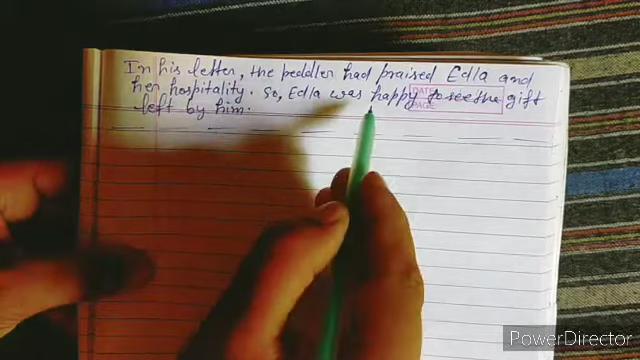 In his letter, the peddler had praised Edla and
her hospitality. So, Edla was happy to see the gift
left by him.
DATE
PAGE
PowerDirector